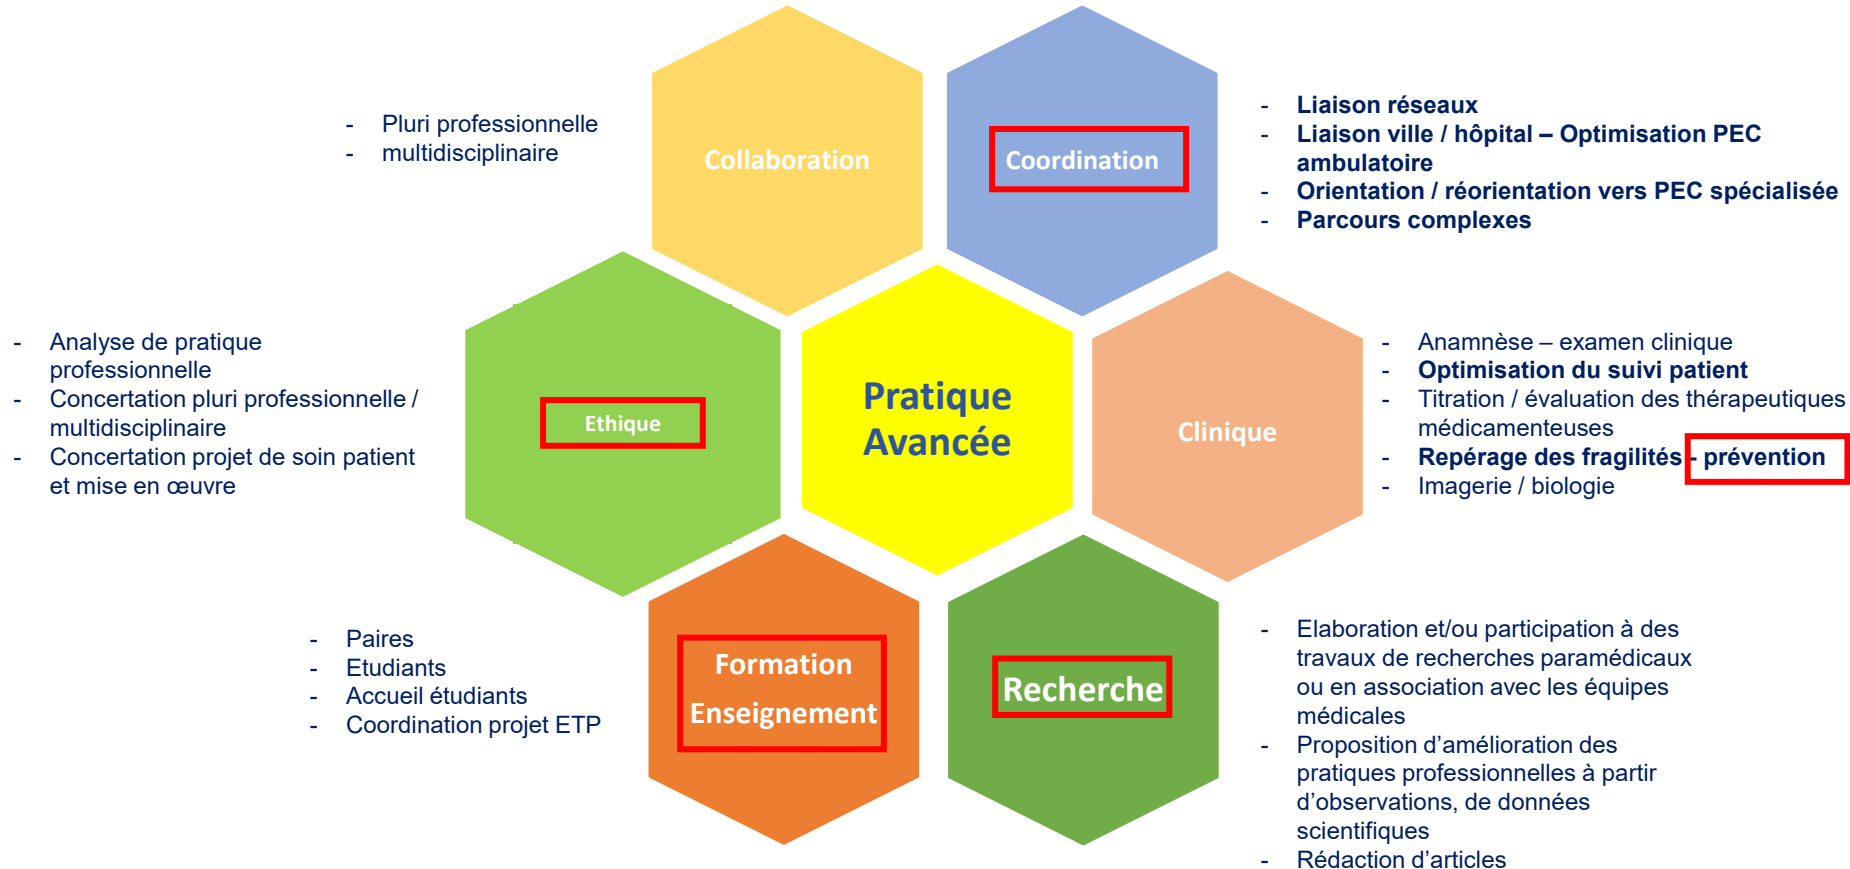 - Pluri professionnelle
- multidisciplinaire
Collaboration
Coordination
- Liaison réseaux
- Liaison ville / hôpital – Optimisation PEC
ambulatoire
- Orientation / réorientation vers PEC spécialisée
- Parcours complexes
- Analyse de pratique
professionnelle
- Concertation pluri professionnelle /
multidisciplinaire
- Concertation projet de soin patient
et mise en œuvre
Ethique
Pratique
Avancée
Clinique
- Anamnèse – examen clinique
- Optimisation du suivi patient
- Titration / évaluation des thérapeutiques
médicamenteuses
- Repérage des fragilités - prévention
- Imagerie / biologie
- Paires
- Etudiants
- Accueil étudiants
- Coordination projet ETP
Formation
Enseignement
Recherche
- Elaboration et/ou participation à des
travaux de recherches paramédicaux
ou en association avec les équipes
médicales
- Proposition d’amélioration des
pratiques professionnelles à partir
d’observations, de données
scientifiques
- Rédaction d’articles